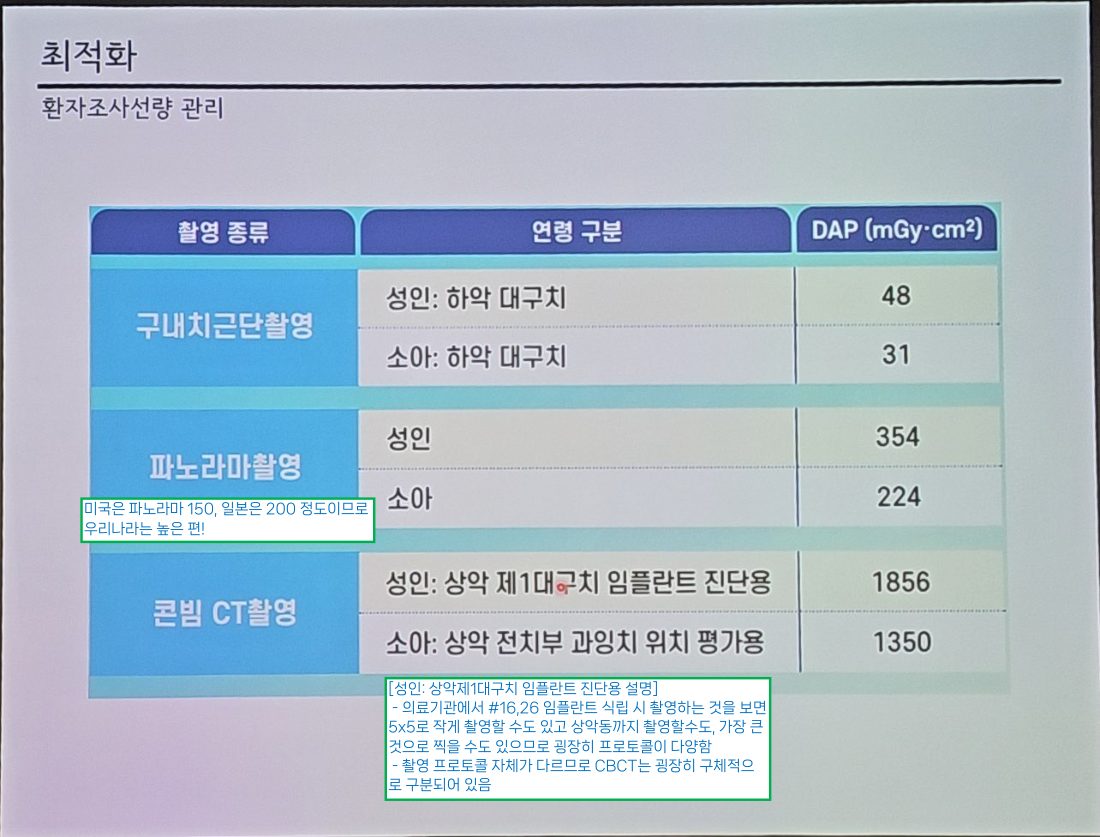 최적화
환자조사선량 관리
촬영 종류 연령 구분 DAP (mGy·cm²)
구내치근단촬영
성인: 하악 대구치 48
소아: 하악 대구치 31
파노라마촬영
성인 354
소아 224
미국은 파노라마 150, 일본은 200 정도이므로
우리나라는 높은 편!
콘빔 CT촬영
성인: 상악 제1대구치 임플란트 진단용 1856
소아: 상악 전치부 과잉치 위치 평가용 1350
[성인: 상악제1대구치 임플란트 진단용 설명]
- 의료기관에서 #16,26 임플란트 식립 시 촬영하는 것을 보면
5x5로 작게 촬영할 수도 있고 상악동까지 촬영할수도, 가장 큰
것으로 찍을 수도 있으므로 굉장히 프로토콜이 다양함
- 촬영 프로토콜 자체가 다르므로 CBCT는 굉장히 구체적으
로 구분되어 있음